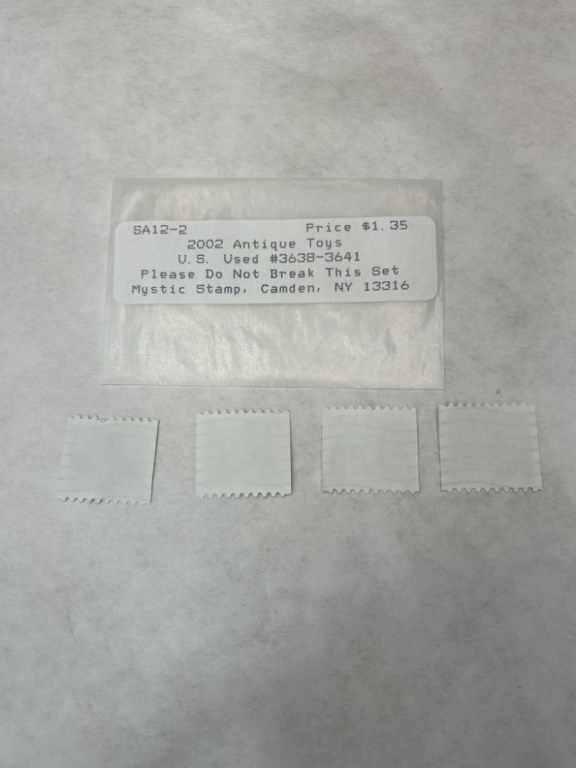 SA12-2 Price $1.35
2002 Antique Toys
U.S. Used #3638-3641
Please Do Not Break This Set
Mystic Stamp, Camden, NY 13316